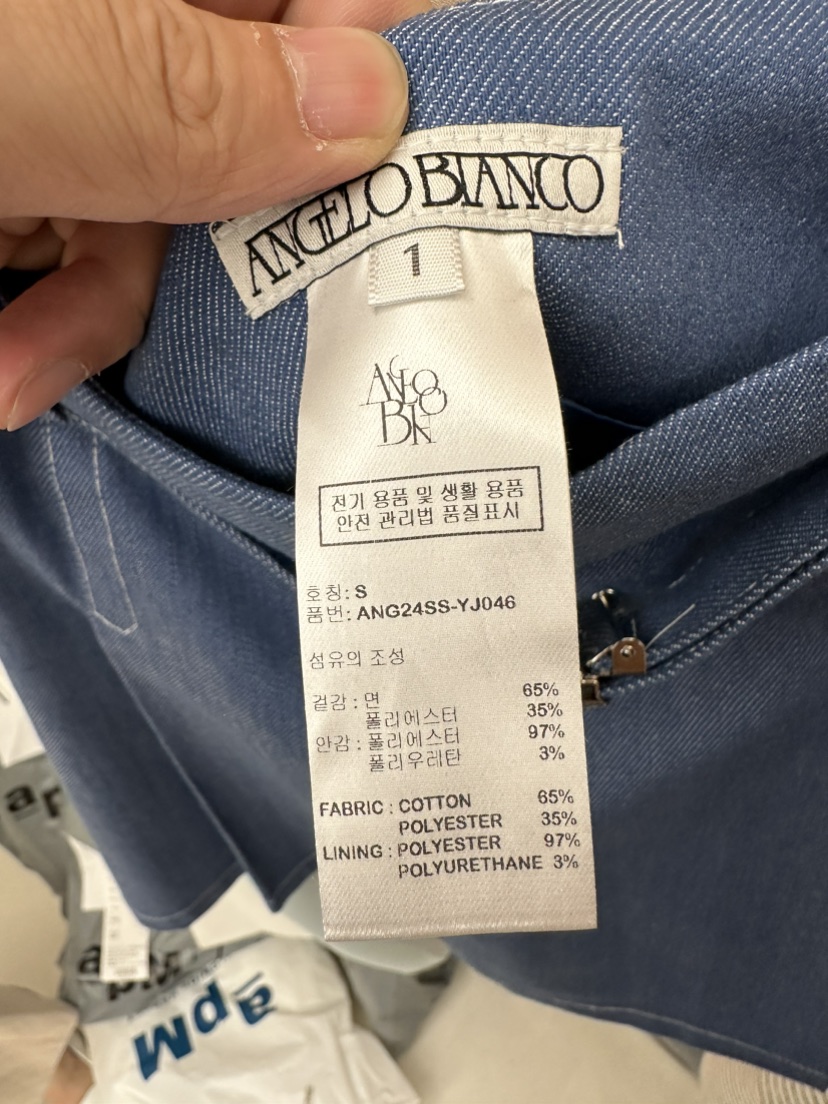 ANGELO BIANCO
1
ANGELO
BIAN
전기 용품 및 생활 용품
안전 관리법 품질표시
호칭: S
품번: ANG24SS-YJ046
섬유의 조성
겉감 : 면 65%
폴리에스터 35%
안감 : 폴리에스터 97%
폴리우레탄 3%
FABRIC : COTTON 65%
POLYESTER 35%
LINING : POLYESTER 97%
POLYURETHANE 3%
apM